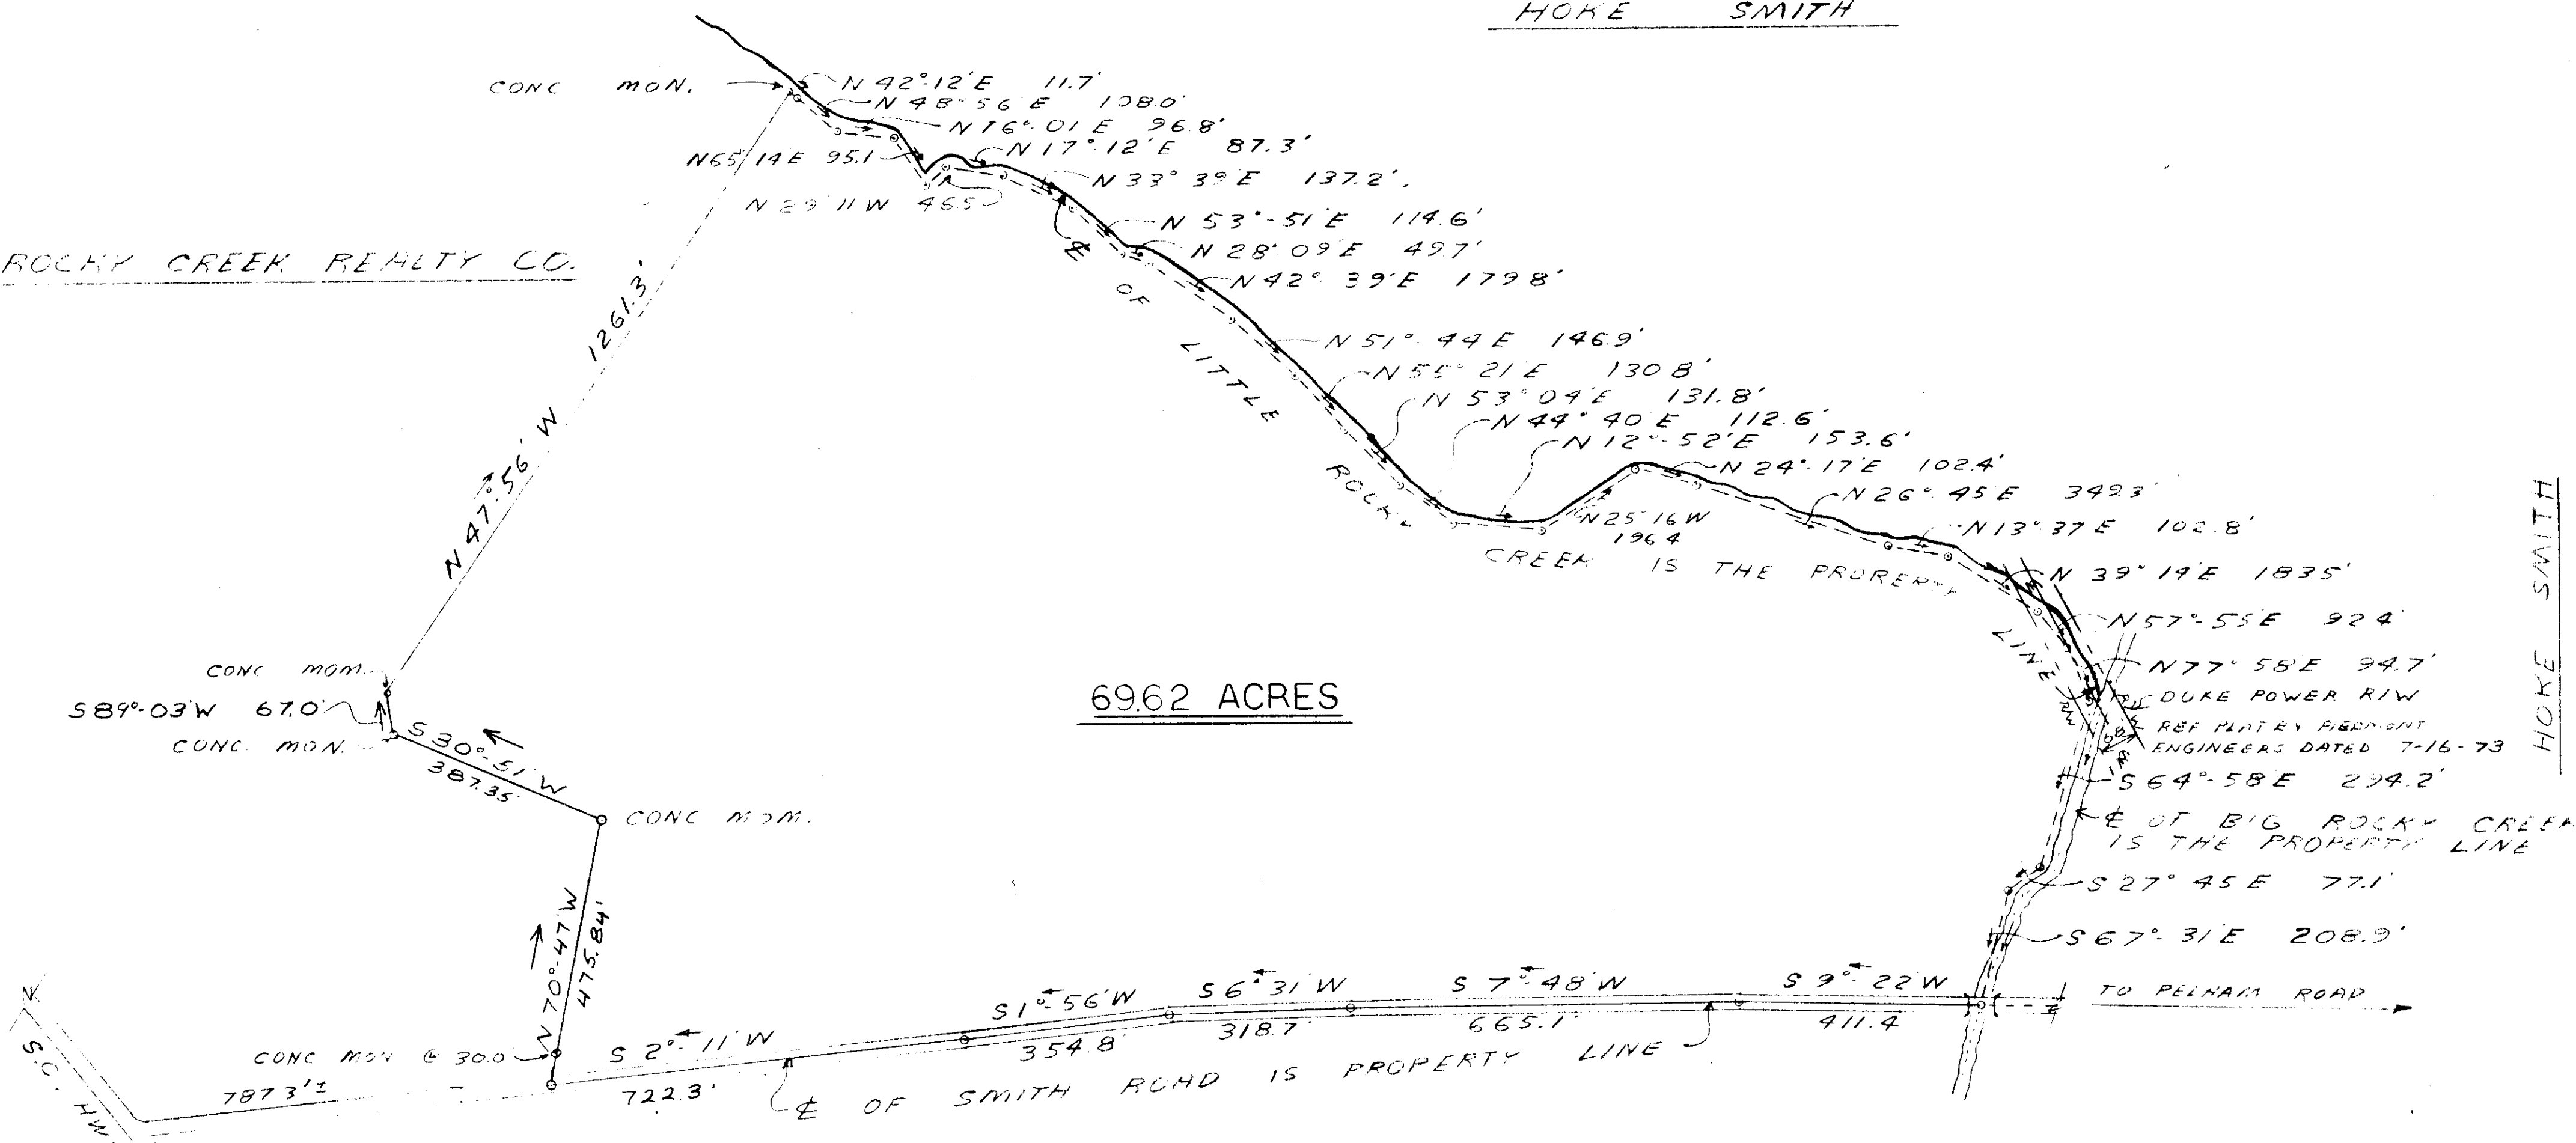 HOKE SMITH
CONC MON.
N 42°-12'E 11.7'
N 48°56'E 108.0'
N 16°-01'E 96.8'
N65°14'E 95.1
N 17°-12'E 87.3'
N 33°39'E 137.2'
N 29°11'W 46.5
N 53°-51'E 114.6'
N 28°09'E 49.7'
N 42°-39'E 179.8'
ROCKY CREEK REALTY CO.
1261.3'
N 47°-56' W
N 51°-44'E 146.9'
N 55°21'E 130.8'
N 53°04'E 131.8'
N 44°40'E 112.6'
N 12°-52'E 153.6'
N 24°-17'E 102.4'
N 26°-45'E 349.3'
N25°16'W
196.4
N 13°-37'E 102.8'
℄ OF LITTLE ROCKY CREEK IS THE PROPERTY LINE
N 39°19'E 183.5'
N 57°-55'E 92.4'
N 77°58'E 94.7'
DUKE POWER R/W
REF PLAT BY PIEDMONT
ENGINEERS DATED 7-16-73
HOKE SMITH
R/W
68'
S 64°-58'E 294.2'
℄ OF BIG ROCKY CREEK
IS THE PROPERTY LINE
S 27°45'E 77.1'
S 67°-31'E 208.9'
CONC MOM.
S 89°-03'W 67.0'
CONC. MON.
S 30°-51' W
387.35'
69.62 ACRES
CONC MOM.
N 70°-47' W
475.84'
CONC MON @ 30.0
S 2°-11' W
722.3'
S 1°-56' W
354.8'
S 6°-31' W
318.7'
S 7°-48' W
665.1'
S 9°-22' W
411.4
TO PELHAM ROAD
℄ OF SMITH ROAD IS PROPERTY LINE
787.3'±
S.C. HW